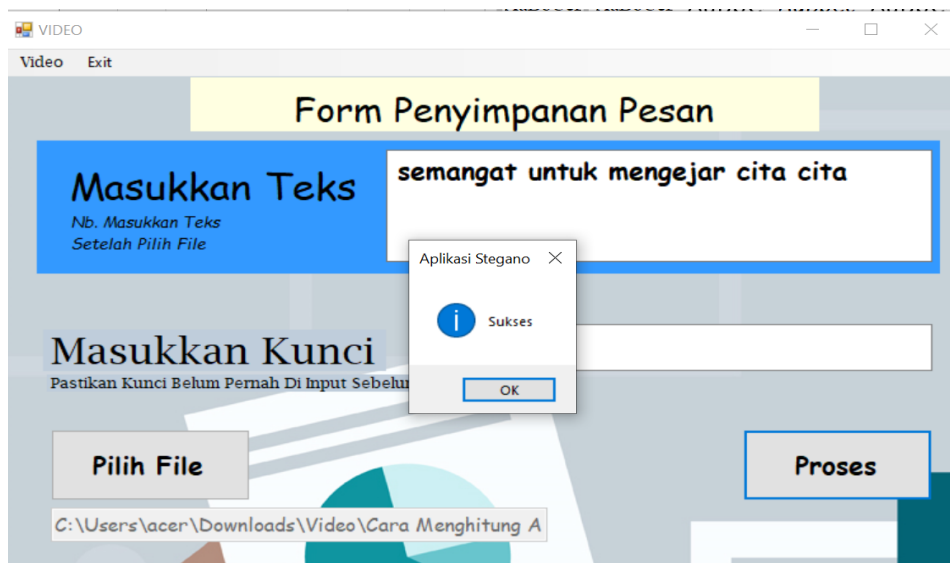 VIDEO
Video Exit
Form Penyimpanan Pesan
Masukkan Teks
Nb. Masukkan Teks
Setelah Pilih File
semangat untuk mengejar cita cita
Aplikasi Stegano
Sukses
OK
Masukkan Kunci
Pastikan Kunci Belum Pernah Di Input
Pilih File
Proses
C:\Users\acer\Downloads\Video\Cara Menghitung A